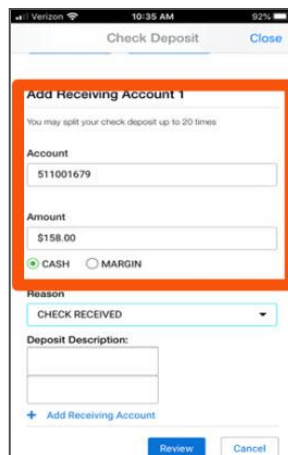 Verizon 10:35 AM 92%
Check Deposit Close
Add Receiving Account 1
You may split your check deposit up to 20 times
Account
511001679
Amount
$158.00
CASH MARGIN
Reason
CHECK RECEIVED
Deposit Description:
+ Add Receiving Account
Review Cancel